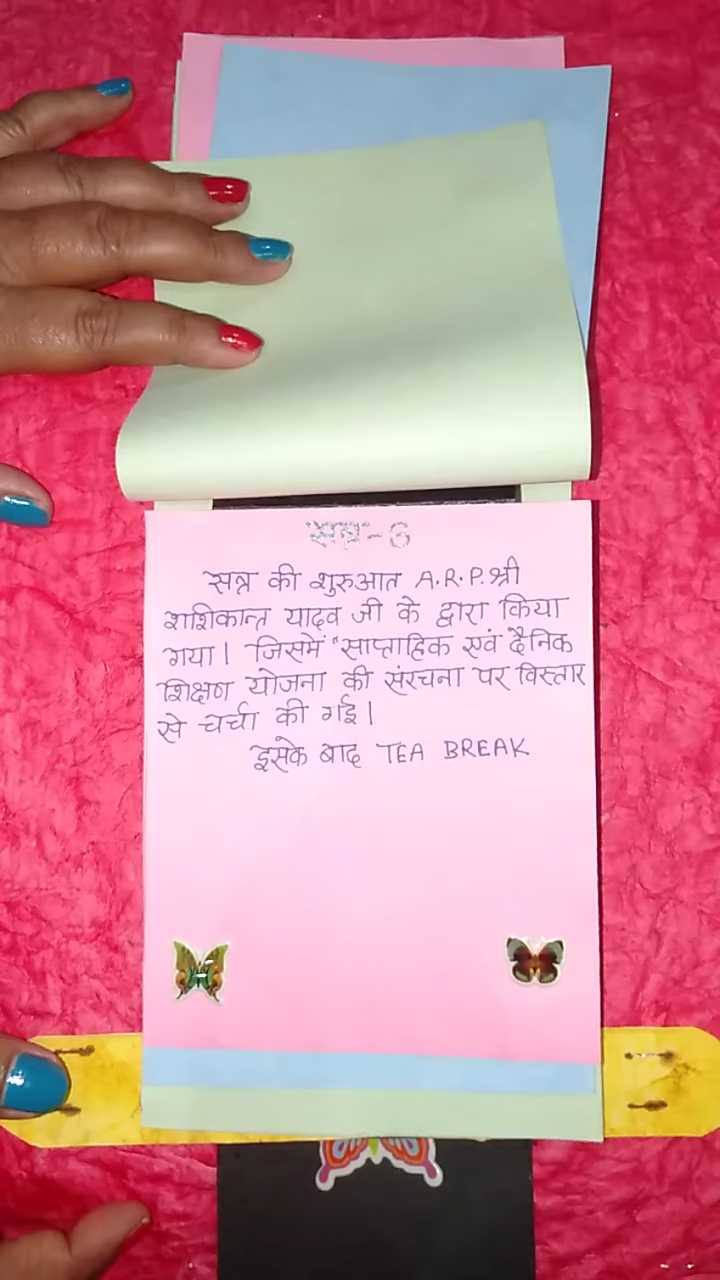 सत्र-6
सत्र की शुरुआत A.R.P. श्री
शशिकान्त यादव जी के द्वारा किया
गया। जिसमें "साप्ताहिक एवं दैनिक
शिक्षण योजना की संरचना पर विस्तार
से चर्चा की गई।
इसके बाद TEA BREAK